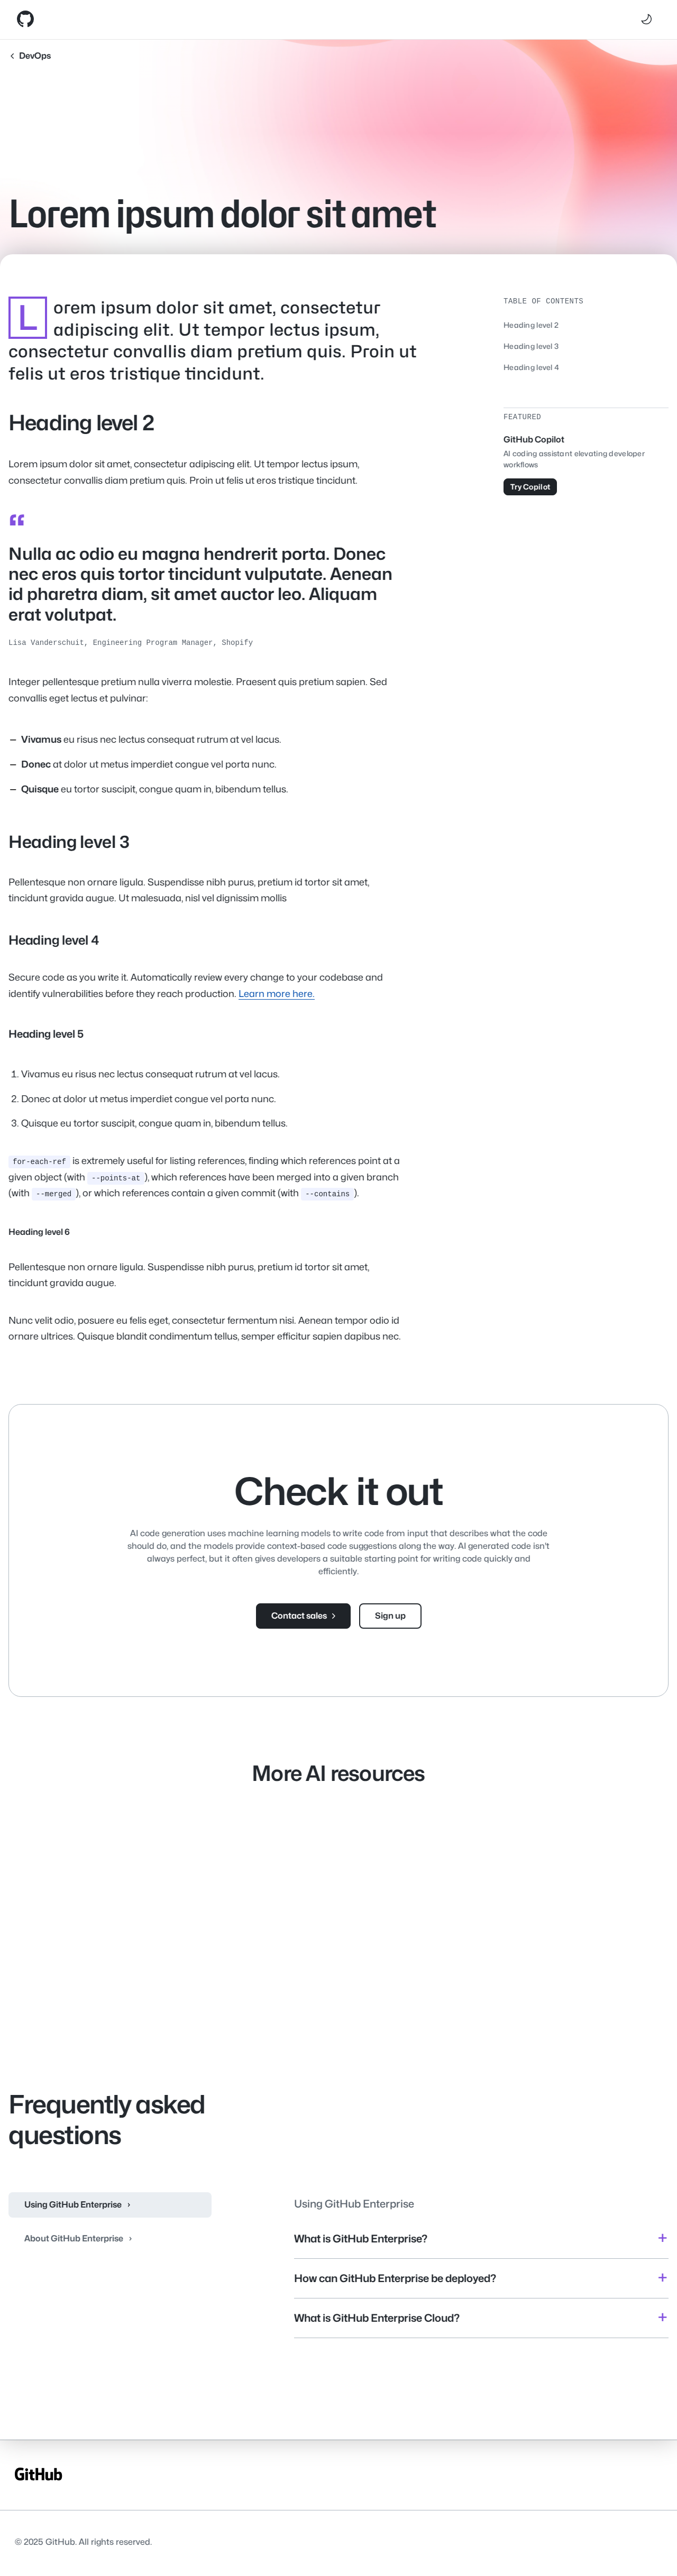 DevOps
Lorem ipsum dolor sit amet
Lorem ipsum dolor sit amet, consectetur
adipiscing elit. Ut tempor lectus ipsum,
consectetur convallis diam pretium quis. Proin ut
felis ut eros tristique tincidunt.
TABLE OF CONTENTS
Heading level 2
Heading level 3
Heading level 4
FEATURED
GitHub Copilot
AI coding assistant elevating developer
workflows
Try Copilot
Heading level 2
Lorem ipsum dolor sit amet, consectetur adipiscing elit. Ut tempor lectus ipsum,
consectetur convallis diam pretium quis. Proin ut felis ut eros tristique tincidunt.
“
Nulla ac odio eu magna hendrerit porta. Donec
nec eros quis tortor tincidunt vulputate. Aenean
id pharetra diam, sit amet auctor leo. Aliquam
erat volutpat.
Lisa Vanderschuit, Engineering Program Manager, Shopify
Integer pellentesque pretium nulla viverra molestie. Praesent quis pretium sapien. Sed
convallis eget lectus et pulvinar:
— Vivamus eu risus nec lectus consequat rutrum at vel lacus.
— Donec at dolor ut metus imperdiet congue vel porta nunc.
— Quisque eu tortor suscipit, congue quam in, bibendum tellus.
Heading level 3
Pellentesque non ornare ligula. Suspendisse nibh purus, pretium id tortor sit amet,
tincidunt gravida augue. Ut malesuada, nisl vel dignissim mollis
Heading level 4
Secure code as you write it. Automatically review every change to your codebase and
identify vulnerabilities before they reach production. Learn more here.
Heading level 5
1. Vivamus eu risus nec lectus consequat rutrum at vel lacus.
2. Donec at dolor ut metus imperdiet congue vel porta nunc.
3. Quisque eu tortor suscipit, congue quam in, bibendum tellus.
for-each-ref is extremely useful for listing references, finding which references point at a
given object (with --points-at ), which references have been merged into a given branch
(with --merged ), or which references contain a given commit (with --contains ).
Heading level 6
Pellentesque non ornare ligula. Suspendisse nibh purus, pretium id tortor sit amet,
tincidunt gravida augue.
Nunc velit odio, posuere eu felis eget, consectetur fermentum nisi. Aenean tempor odio id
ornare ultrices. Quisque blandit condimentum tellus, semper efficitur sapien dapibus nec.
Check it out
AI code generation uses machine learning models to write code from input that describes what the code
should do, and the models provide context-based code suggestions along the way. AI generated code isn't
always perfect, but it often gives developers a suitable starting point for writing code quickly and
efficiently.
Contact sales
Sign up
More AI resources
Frequently asked
questions
Using GitHub Enterprise
About GitHub Enterprise
Using GitHub Enterprise
What is GitHub Enterprise?
How can GitHub Enterprise be deployed?
What is GitHub Enterprise Cloud?
GitHub
© 2025 GitHub. All rights reserved.